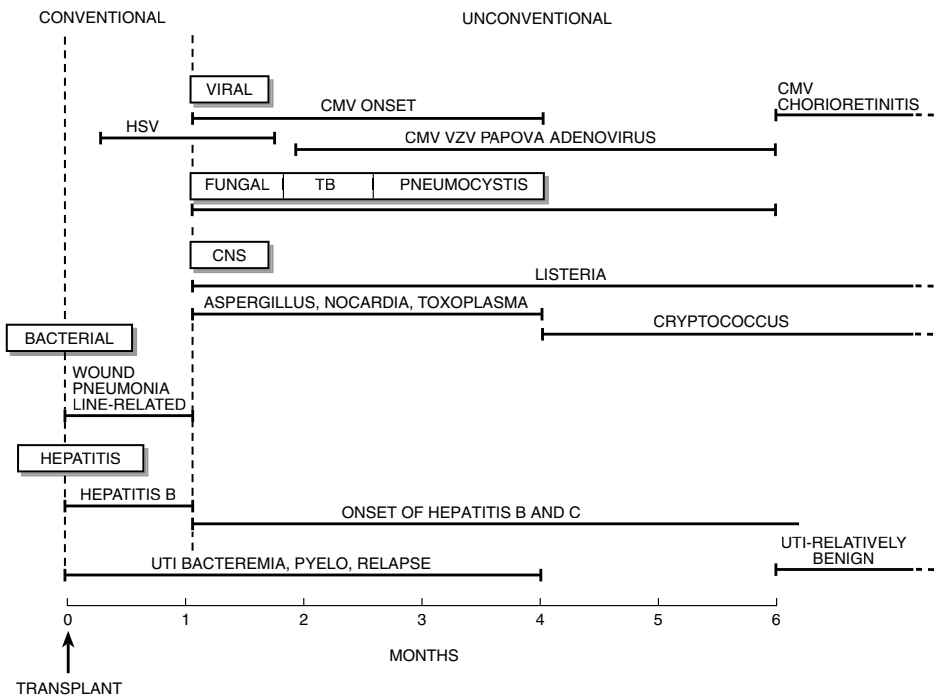 CONVENTIONAL
UNCONVENTIONAL
VIRAL
CMV ONSET
CMV
CHORIORETINITIS
HSV
CMV VZV PAPOVA ADENOVIRUS
FUNGAL TB PNEUMOCYSTIS
CNS
LISTERIA
ASPERGILLUS, NOCARDIA, TOXOPLASMA
CRYPTOCOCCUS
BACTERIAL
WOUND
PNEUMONIA
LINE-RELATED
HEPATITIS
HEPATITIS B
ONSET OF HEPATITIS B AND C
UTI BACTEREMIA, PYELO, RELAPSE
UTI-RELATIVELY
BENIGN
0 1 2 3 4 5 6
MONTHS
TRANSPLANT